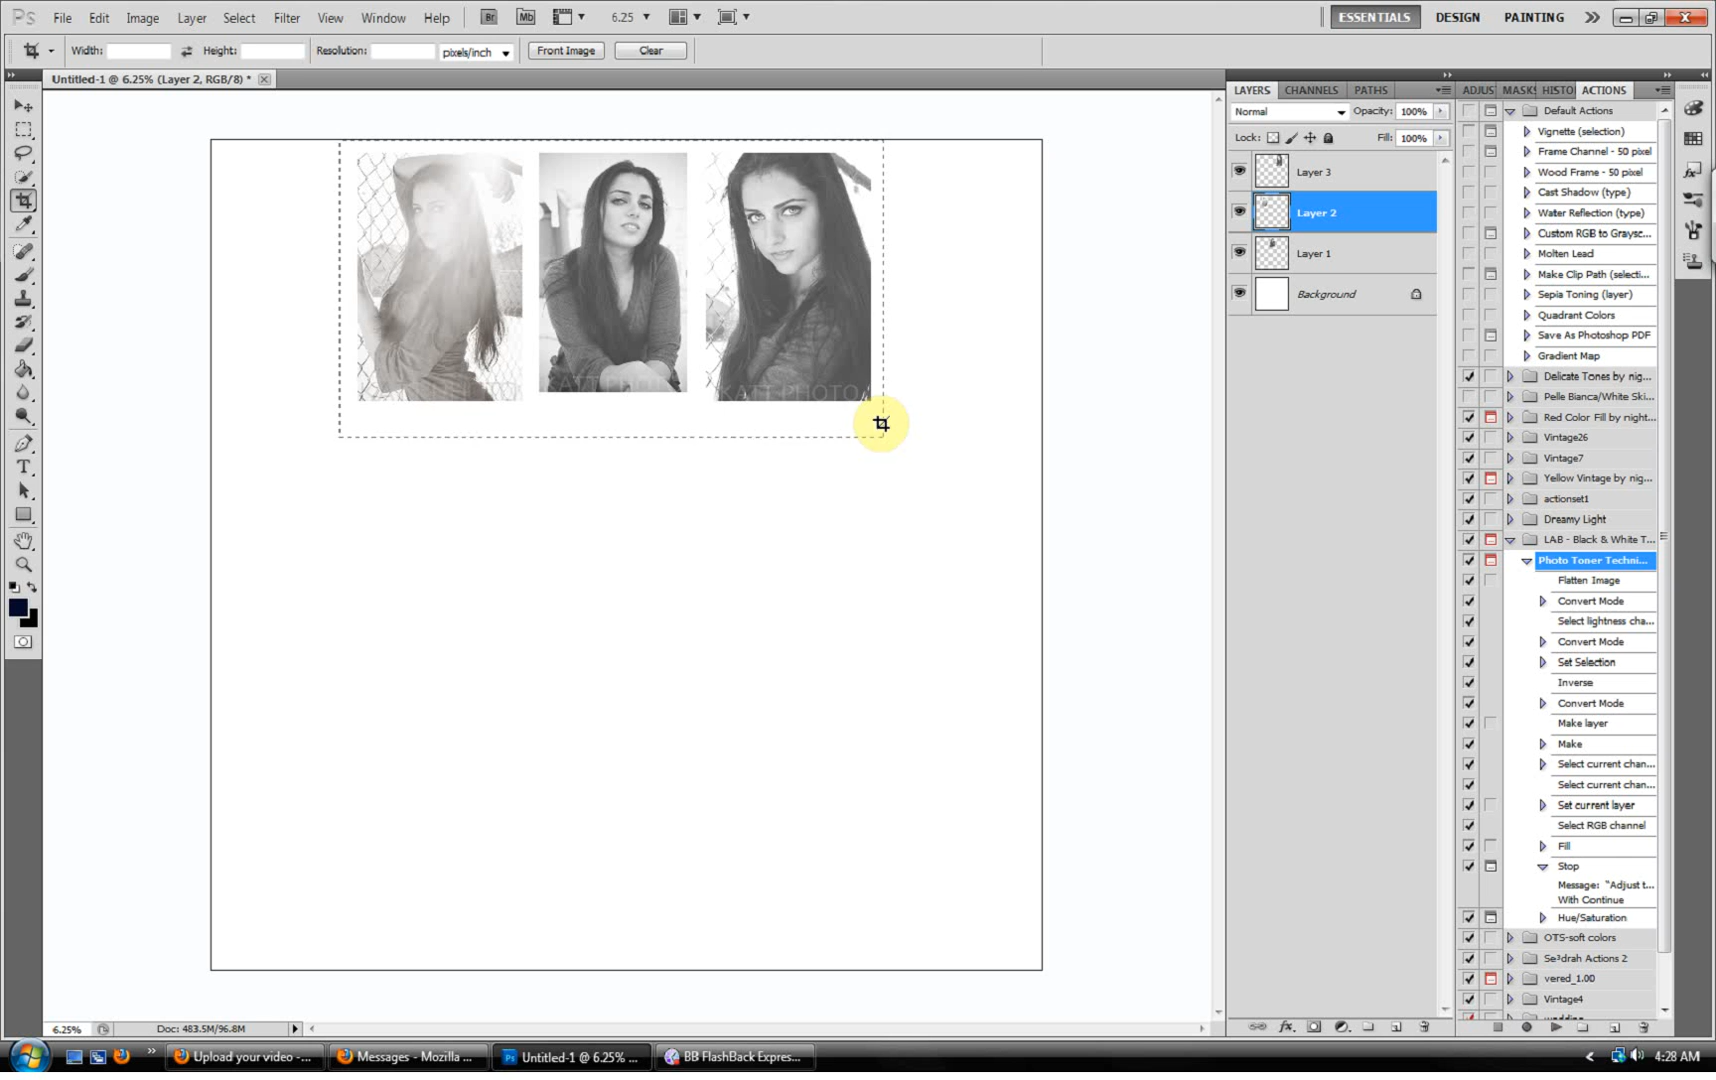 Ps File Edit Image Layer Select Filter View Window Help Br Mb 6.25 ESSENTIALS DESIGN PAINTING
Width: Height: Resolution: pixels/inch Front Image Clear
Untitled-1 @ 6.25% (Layer 2, RGB/8) *
LAYERS CHANNELS PATHS
Normal Opacity: 100%
Lock: Fill: 100%
Layer 3
Layer 2
Layer 1
Background
ADJUS MASKS HISTO ACTIONS
Default Actions
Vignette (selection)
Frame Channel - 50 pixel
Wood Frame - 50 pixel
Cast Shadow (type)
Water Reflection (type)
Custom RGB to Graysc...
Molten Lead
Make Clip Path (selecti...
Sepia Toning (layer)
Quadrant Colors
Save As Photoshop PDF
Gradient Map
Delicate Tones by nig...
Pelle Bianca/White Ski...
Red Color Fill by night...
Vintage26
Vintage7
Yellow Vintage by nig...
actionset1
Dreamy Light
LAB - Black & White T...
Photo Toner Techni...
Flatten Image
Convert Mode
Select lightness cha...
Convert Mode
Set Selection
Inverse
Convert Mode
Make layer
Make
Select current chan...
Select current chan...
Set current layer
Select RGB channel
Fill
Stop
Message: "Adjust t...
With Continue
Hue/Saturation
OTS-soft colors
Se³drah Actions 2
vered_1.00
Vintage4
KATT PHOTO
6.25% Doc: 483.5M/96.8M
Upload your video -... Messages - Mozilla ... Untitled-1 @ 6.25% ... BB FlashBack Expres... 4:28 AM